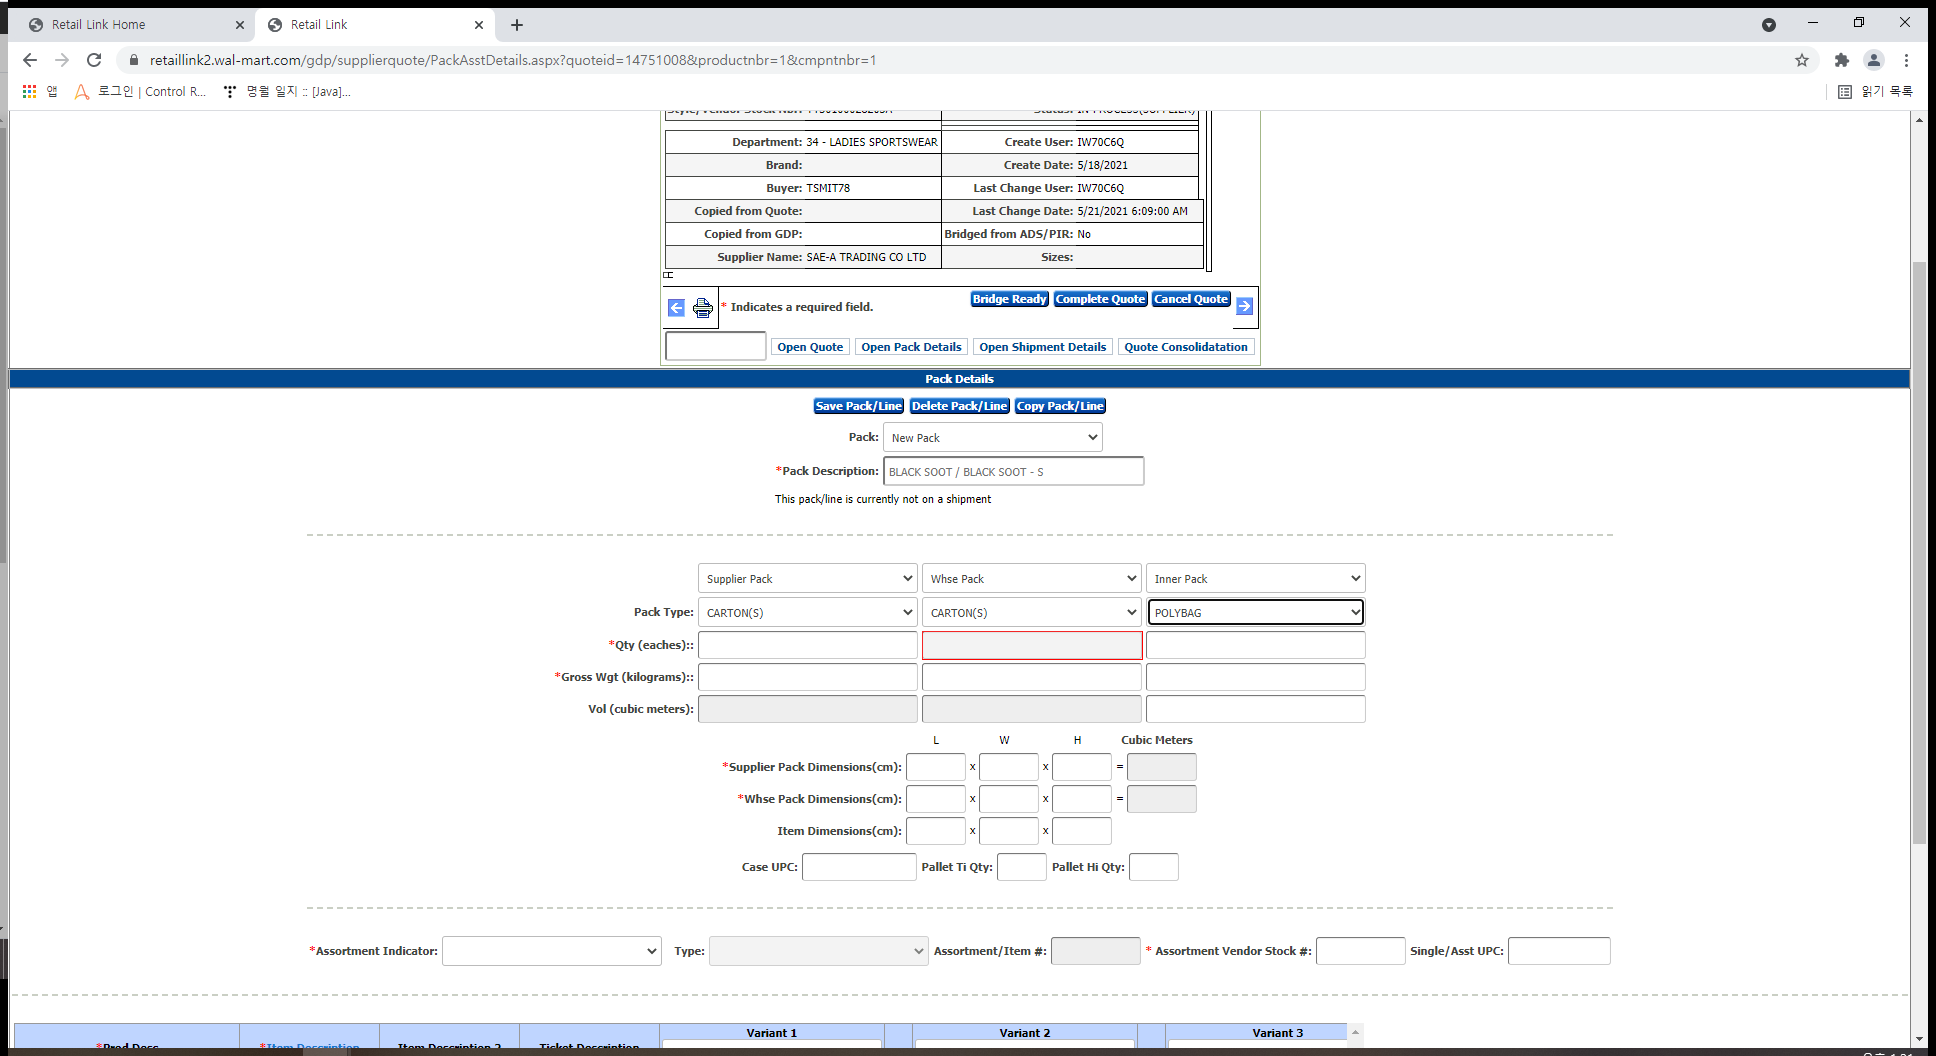 Retail Link Home
Retail Link
retaillink2.wal-mart.com/gdp/supplierquote/PackAsstDetails.aspx?quoteid=14751008&productnbr=1&cmpntnbr=1
앱 로그인 | Control R... 명월 일지 :: [Java]... 읽기 목록
Department: 34 - LADIES SPORTSWEAR Create User: IW70C6Q
Brand: Create Date: 5/18/2021
Buyer: TSMIT78 Last Change User: IW70C6Q
Copied from Quote: Last Change Date: 5/21/2021 6:09:00 AM
Copied from GDP: Bridged from ADS/PIR: No
Supplier Name: SAE-A TRADING CO LTD Sizes:
* Indicates a required field. Bridge Ready Complete Quote Cancel Quote
Open Quote Open Pack Details Open Shipment Details Quote Consolidatation
Pack Details
Save Pack/Line Delete Pack/Line Copy Pack/Line
Pack: New Pack
*Pack Description: BLACK SOOT / BLACK SOOT - S
This pack/line is currently not on a shipment
Supplier Pack Whse Pack Inner Pack
Pack Type: CARTON(S) CARTON(S) POLYBAG
*Qty (eaches)::
*Gross Wgt (kilograms)::
Vol (cubic meters):
L W H Cubic Meters
*Supplier Pack Dimensions(cm): x x =
*Whse Pack Dimensions(cm): x x =
Item Dimensions(cm): x x
Case UPC: Pallet Ti Qty: Pallet Hi Qty:
*Assortment Indicator: Type: Assortment/Item #: * Assortment Vendor Stock #: Single/Asst UPC:
Variant 1 Variant 2 Variant 3
*Prod Desc *Item Description Item Description 2 Ticket Description